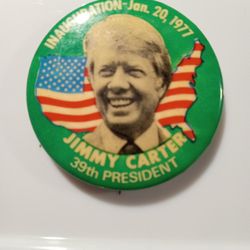 INAUGURATION-Jan. 20, 1977
JIMMY CARTER
39th PRESIDENT